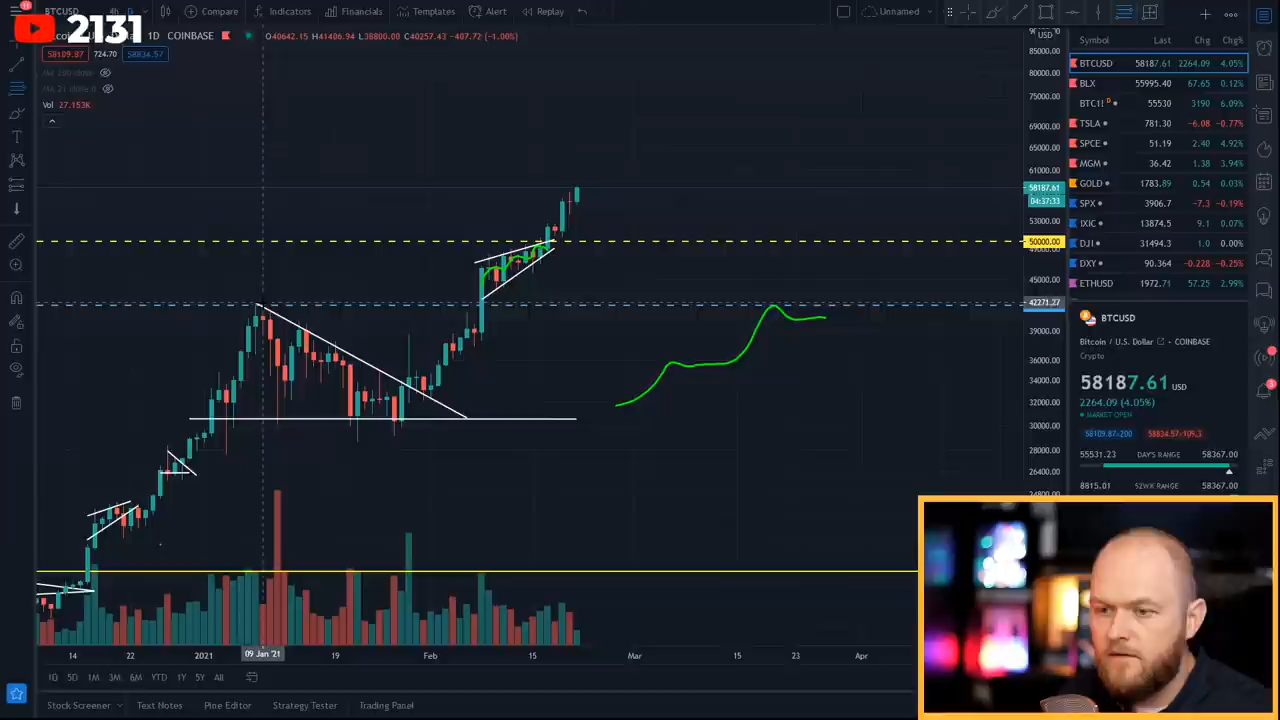 2131
BTCUSD 4h D Compare Indicators Financials Templates Alert Replay Unnamed
1D COINBASE O40642.15 H41406.94 L38800.00 C40257.43 -407.72 (-1.00%)
58109.87 724.70 58834.57
Vol 27.153K
USD
85000.00
80000.00
75000.00
69000.00
65000.00
61000.00
58187.61
04:37:33
53000.00
50000.00
49000.00
45000.00
42271.27
39000.00
36000.00
34000.00
32000.00
30000.00
28000.00
26400.00
24800.00
Symbol Last Chg Chg%
BTCUSD 58187.61 2264.09 4.05%
BLX 55995.40 67.65 0.12%
BTC1! D 55530 3190 6.09%
TSLA 781.30 −6.08 −0.77%
SPCE 51.19 2.40 4.92%
MGM 36.42 1.38 3.94%
GOLD 1783.89 0.54 0.03%
SPX 3906.7 −7.3 −0.19%
IXIC 13874.5 9.1 0.07%
DJI 31494.3 1.0 0.00%
DXY 90.364 −0.228 −0.25%
ETHUSD 1972.71 57.25 2.99%
BTCUSD
Bitcoin / U.S. Dollar • COINBASE
Crypto
58187.61 USD
2264.09 (4.05%)
MARKET OPEN
58109.87×200 58834.57×109.3
55531.23 DAY'S RANGE 58367.00
8815.01 52WK RANGE 58367.00
14 22 2021 09 Jan '21 19 Feb 15 Mar 15 23 Apr
1D 5D 1M 3M 6M YTD 1Y 5Y All
Stock Screener Text Notes Pine Editor Strategy Tester Trading Panel